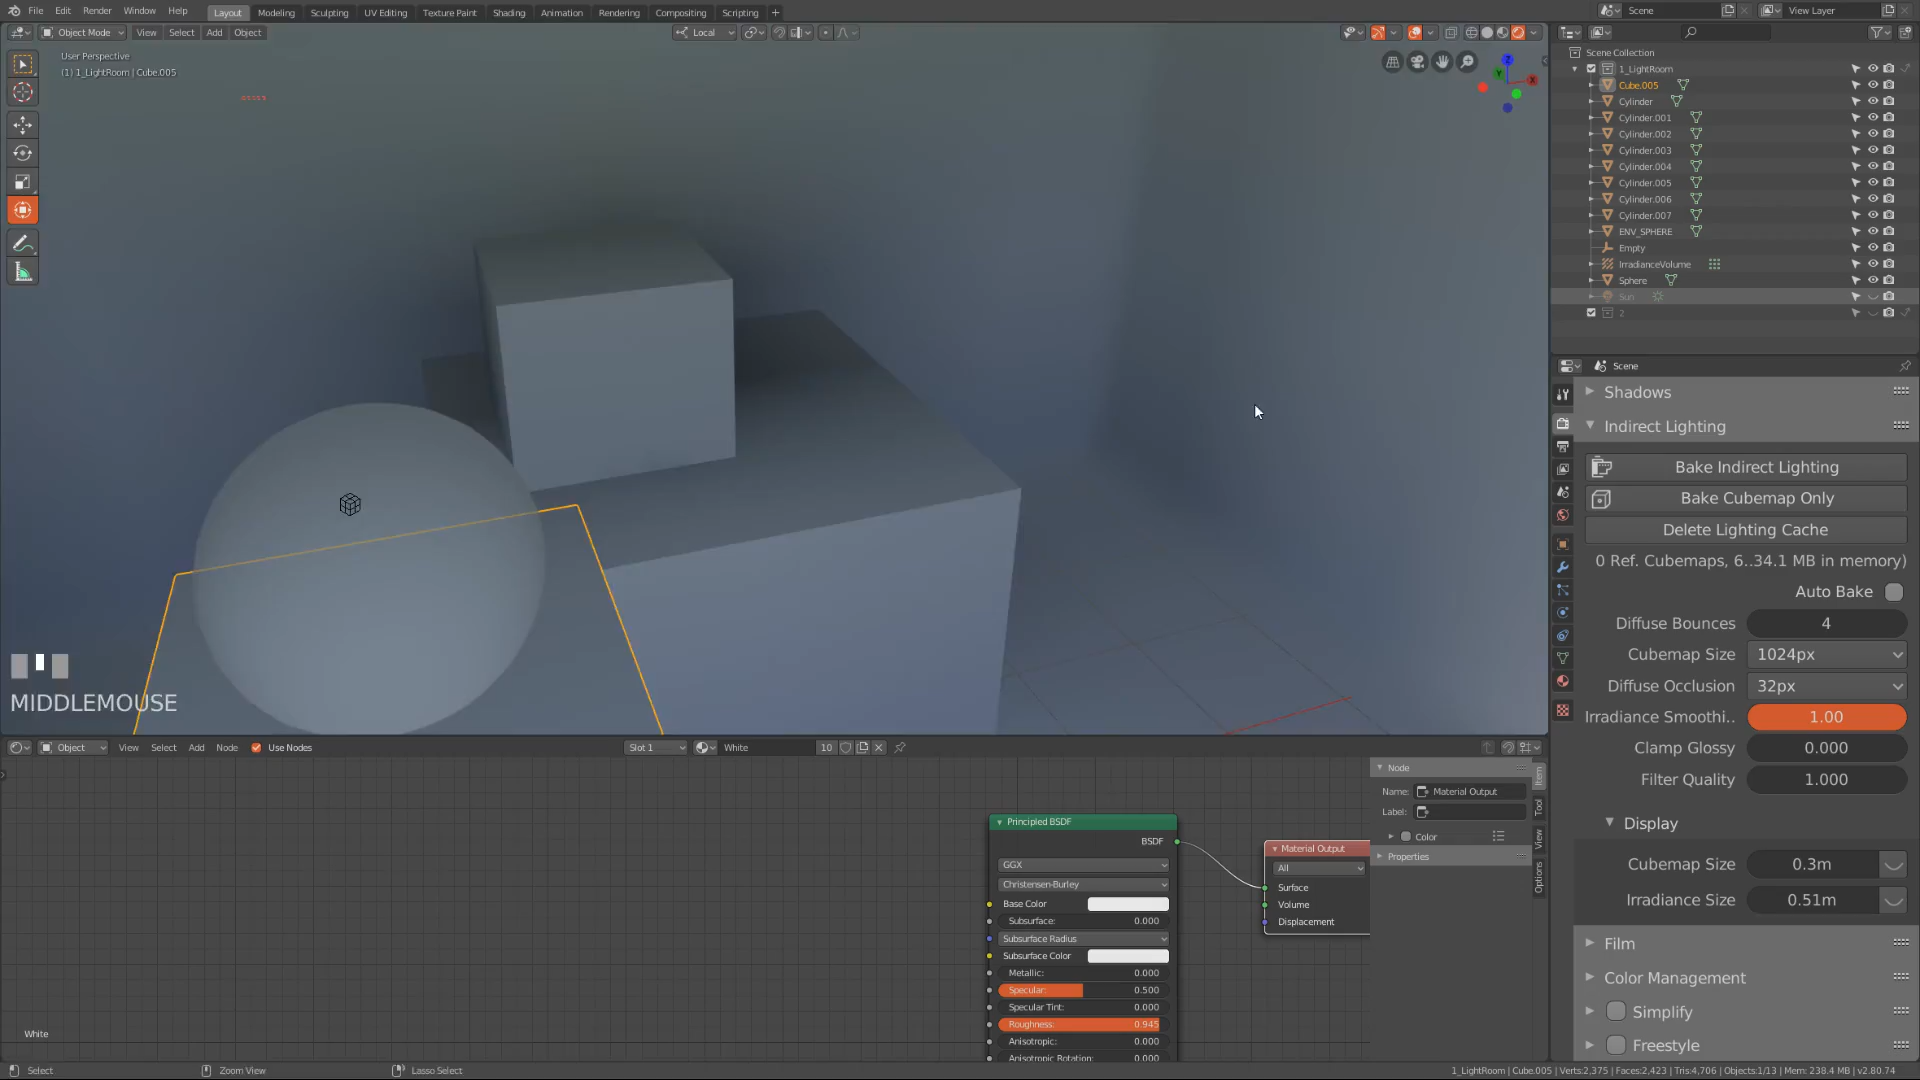 File Edit Render Window Help Layout Modeling Sculpting UV Editing Texture Paint Shading Animation Rendering Compositing Scripting + Scene View Layer
Object Mode View Select Add Object Local
User Perspective
(1) 1_LightRoom | Cube.005
Z
Y
X
MIDDLEMOUSE
Scene Collection
1_LightRoom
Cube.005
Cylinder
Cylinder.001
Cylinder.002
Cylinder.003
Cylinder.004
Cylinder.005
Cylinder.006
Cylinder.007
ENV_SPHERE
Empty
IrradianceVolume
Sphere
Sun
2
Scene
Shadows
Indirect Lighting
Bake Indirect Lighting
Bake Cubemap Only
Delete Lighting Cache
0 Ref. Cubemaps, 6..34.1 MB in memory)
Auto Bake
Diffuse Bounces 4
Cubemap Size 1024px
Diffuse Occlusion 32px
Irradiance Smoothi.. 1.00
Clamp Glossy 0.000
Filter Quality 1.000
Display
Cubemap Size 0.3m
Irradiance Size 0.51m
Film
Color Management
Simplify
Freestyle
Object View Select Add Node Use Nodes Slot 1 White 10
Principled BSDF
BSDF
GGX
Christensen-Burley
Base Color
Subsurface: 0.000
Subsurface Radius
Subsurface Color
Metallic: 0.000
Specular: 0.500
Specular Tint: 0.000
Roughness: 0.945
Anisotropic: 0.000
Anisotropic Rotation: 0.000
Material Output
All
Surface
Volume
Displacement
Node
Name: Material Output
Label:
Color
Properties
Item
Tool
View
Options
White
Select Zoom View Lasso Select 1_LightRoom | Cube.005 | Verts:2,375 | Faces:2,423 | Tris:4,706 | Objects:1/13 | Mem: 238.4 MB | v2.80.74